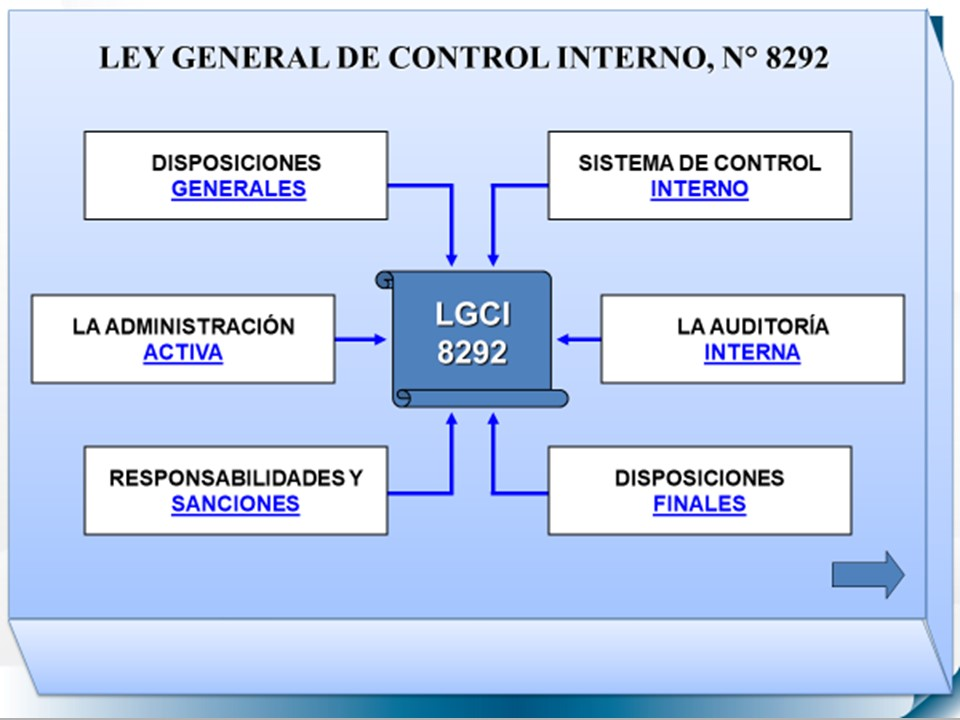 LEY GENERAL DE CONTROL INTERNO, N° 8292
DISPOSICIONES
GENERALES
SISTEMA DE CONTROL
INTERNO
LA ADMINISTRACIÓN
ACTIVA
LGCI
8292
LA AUDITORÍA
INTERNA
RESPONSABILIDADES Y
SANCIONES
DISPOSICIONES
FINALES